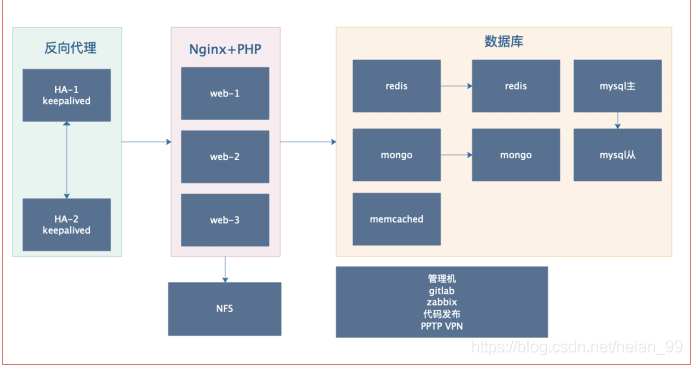 反向代理
HA-1
keepalived
HA-2
keepalived
Nginx+PHP
web-1
web-2
web-3
NFS
数据库
redis
redis
mysql主
mongo
mongo
mysql从
memcached
管理机
gitlab
zabbix
代码发布
PPTP VPN
https://blog.csdn.net/heian_99